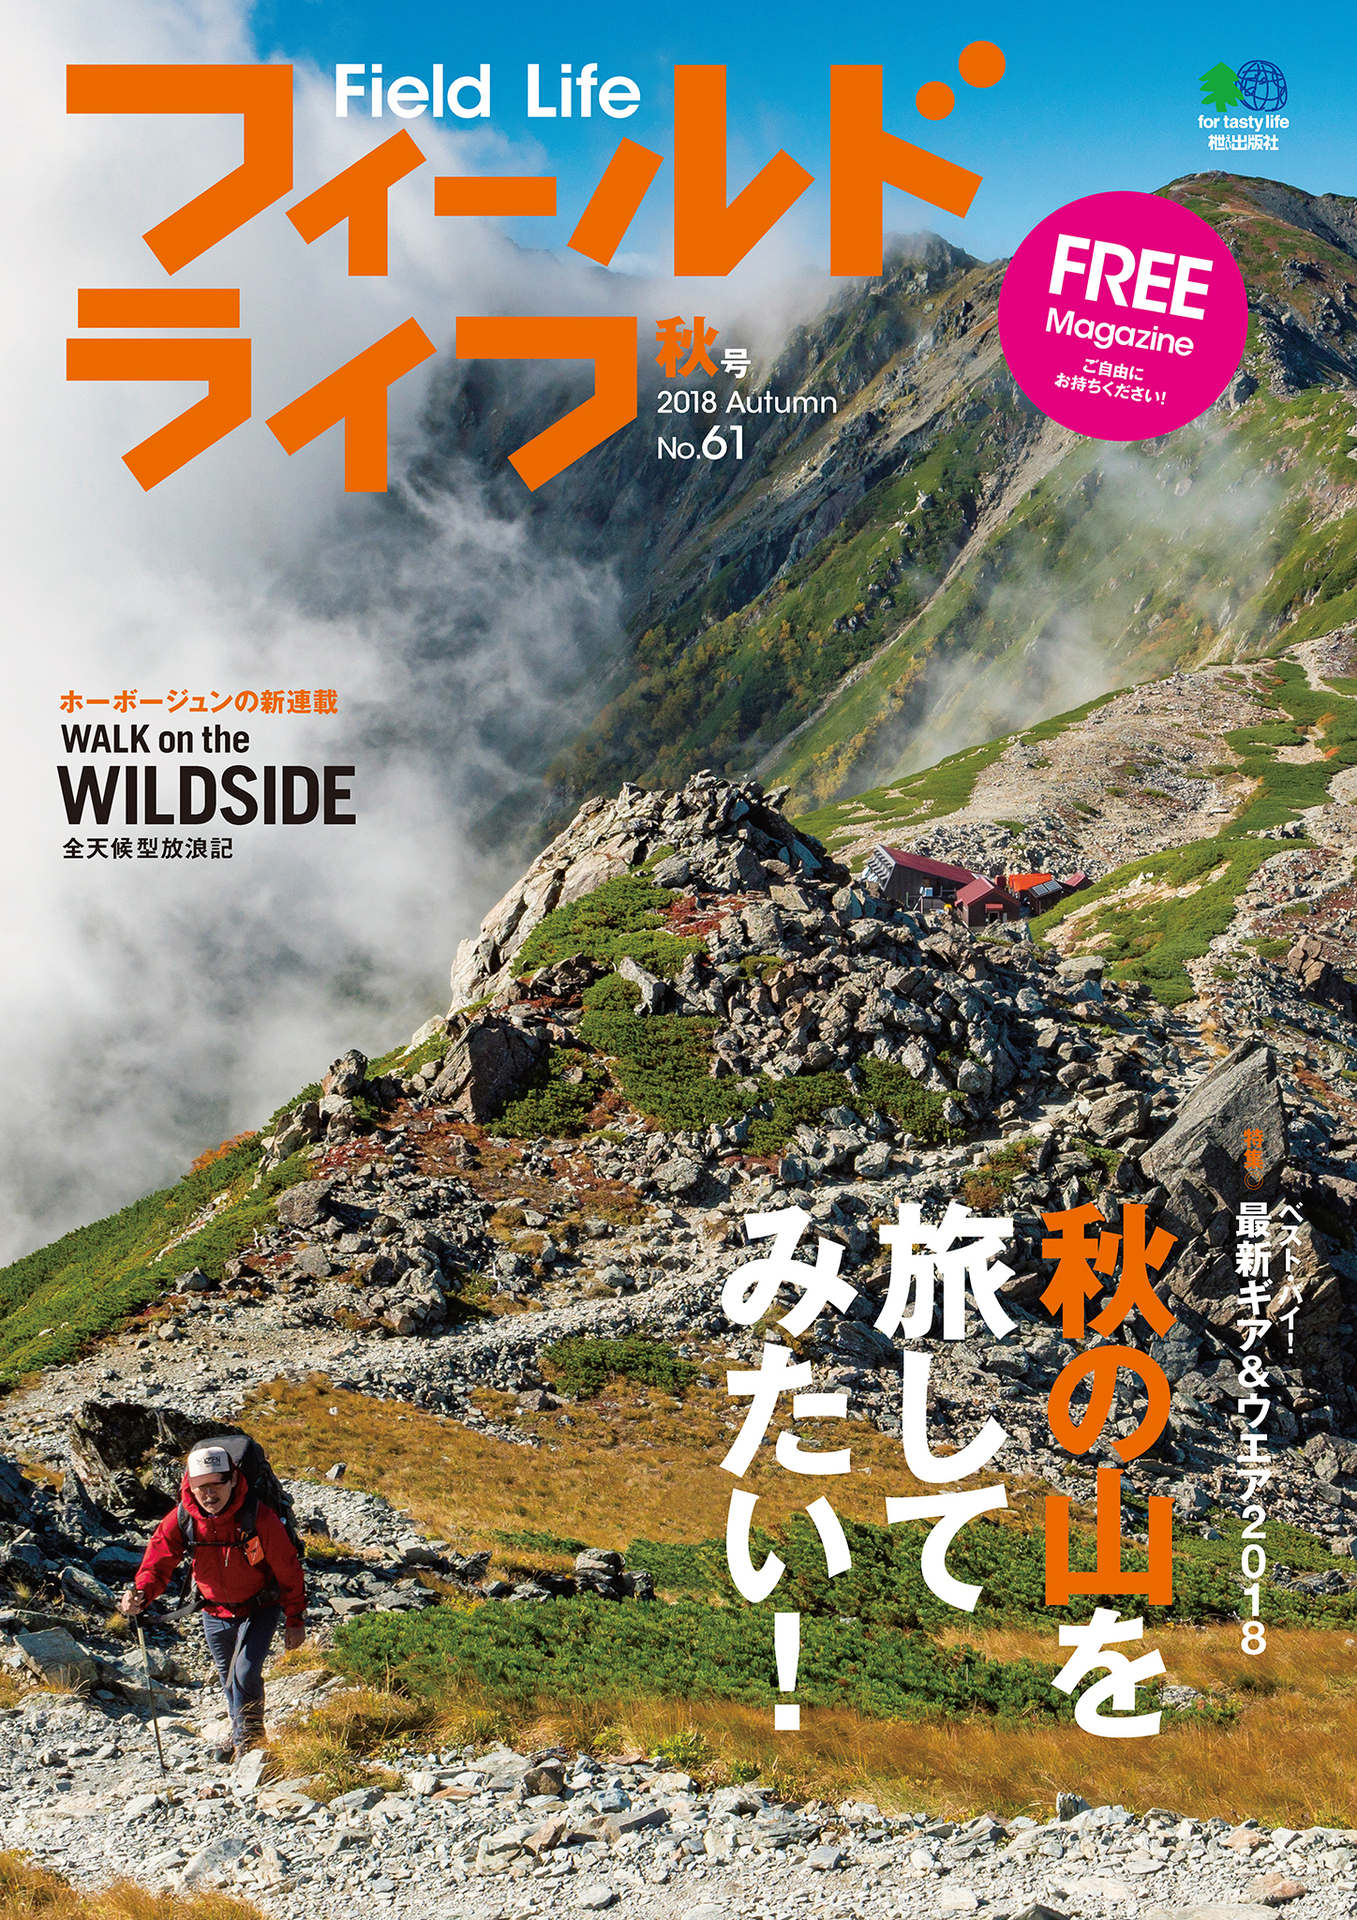 フィールド
Field Life
ライフ
秋号
2018 Autumn
No.61
for tasty life
枻出版社
FREE
Magazine
ご自由に
お持ちください!
ホーボージュンの新連載
WALK on the
WILDSIDE
全天候型放浪記
特集◎
ベスト・バイ!
最新ギア&ウエア2018
秋の山を
旅して
みたい!